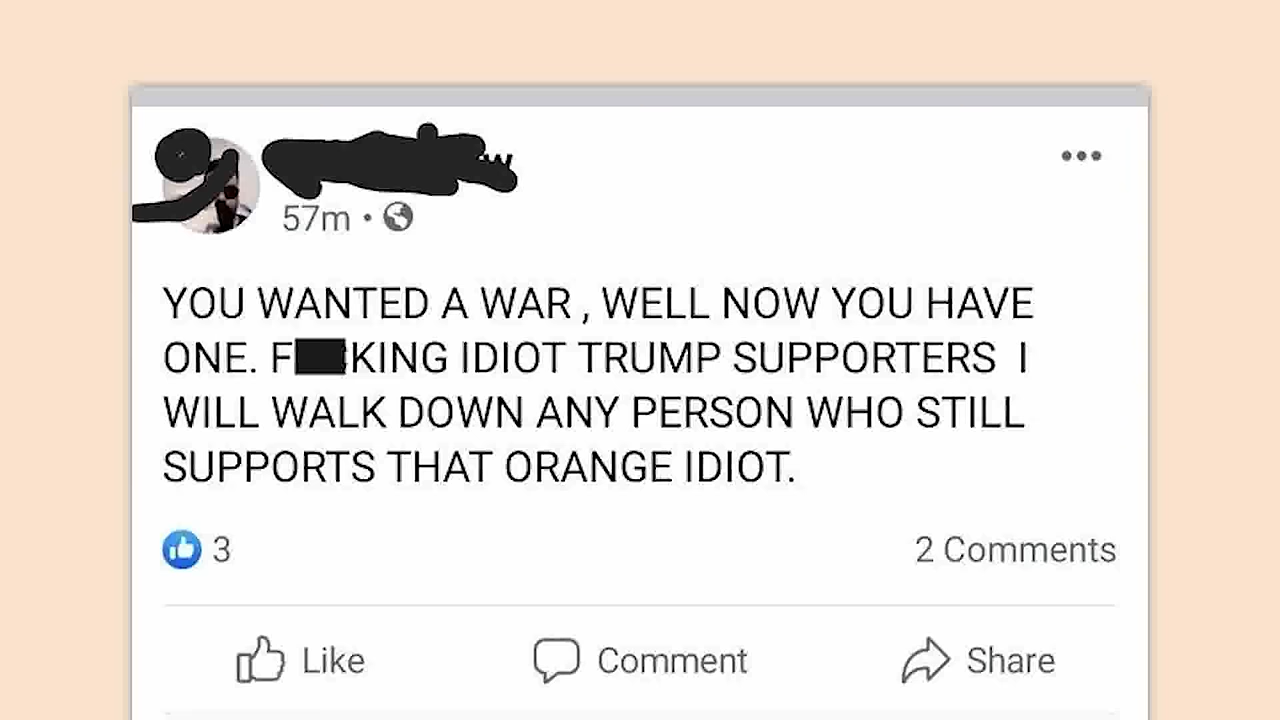 w
57m •
YOU WANTED A WAR , WELL NOW YOU HAVE
ONE. F KING IDIOT TRUMP SUPPORTERS I
WILL WALK DOWN ANY PERSON WHO STILL
SUPPORTS THAT ORANGE IDIOT.
3
2 Comments
Like
Comment
Share